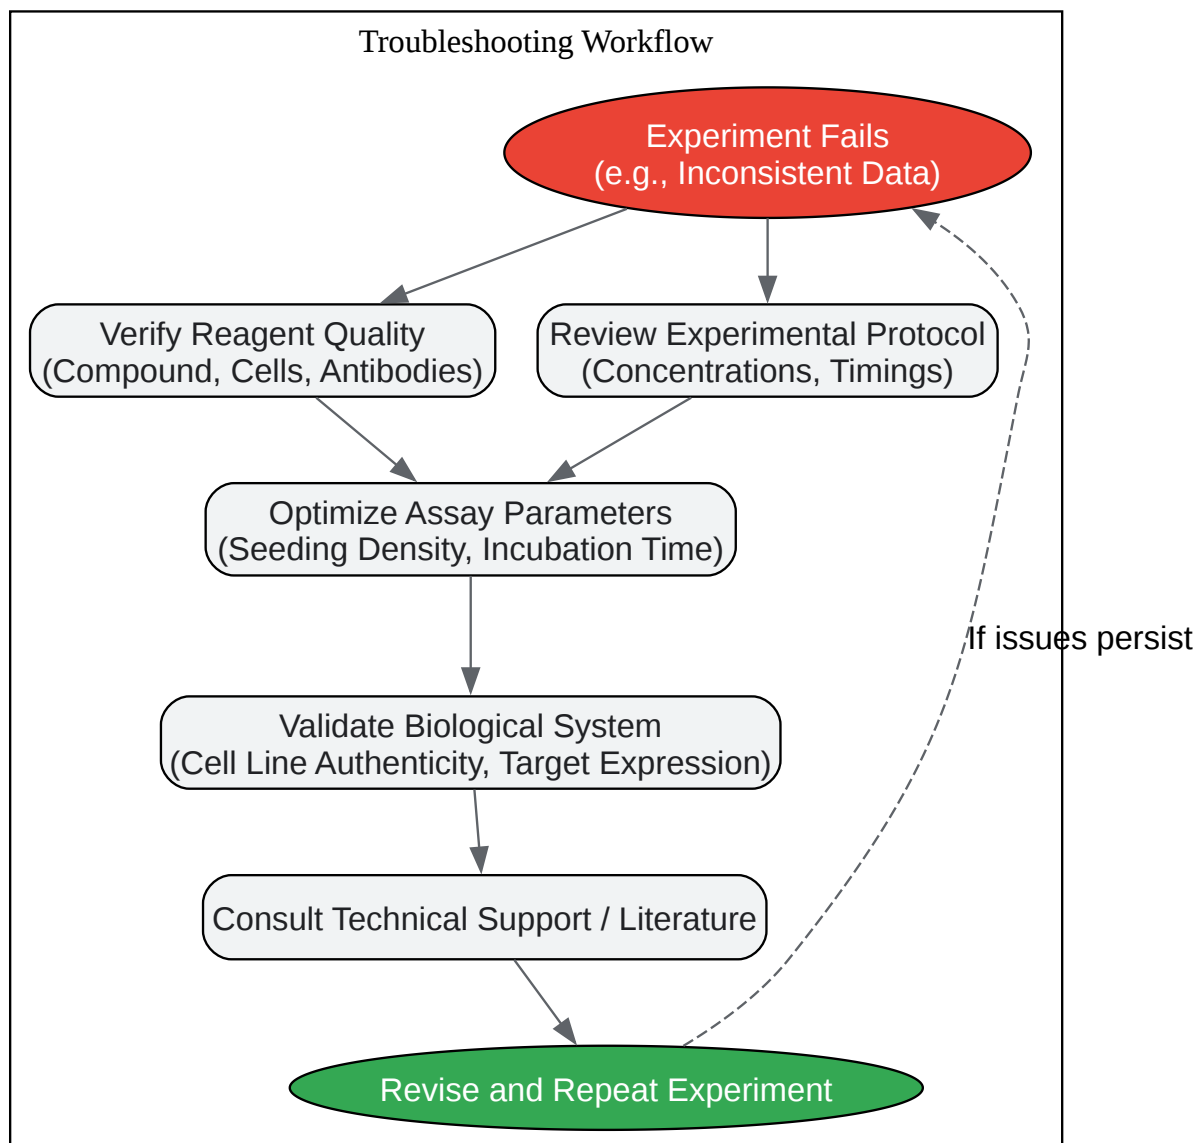 Troubleshooting Workflow
Experiment Fails
(e.g., Inconsistent Data)
Verify Reagent Quality
(Compound, Cells, Antibodies)
Review Experimental Protocol
(Concentrations, Timings)
Optimize Assay Parameters
(Seeding Density, Incubation Time)
If issues persist
Validate Biological System
(Cell Line Authenticity, Target Expression)
Consult Technical Support / Literature
Revise and Repeat Experiment